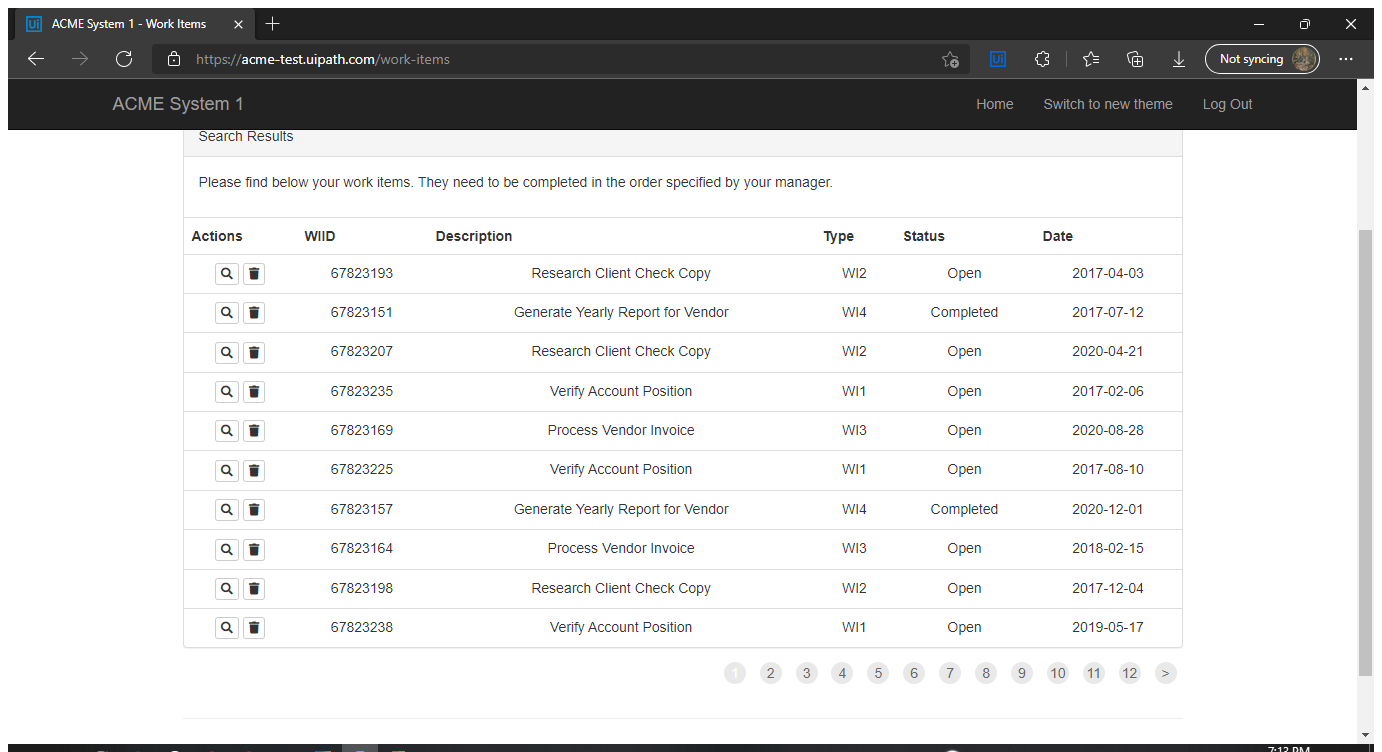 ACME System 1 - Work Items
https://acme-test.uipath.com/work-items
Ui
Not syncing
ACME System 1 Home Switch to new theme Log Out
Search Results
Please find below your work items. They need to be completed in the order specified by your manager.
Actions WIID Description Type Status Date
67823193 Research Client Check Copy WI2 Open 2017-04-03
67823151 Generate Yearly Report for Vendor WI4 Completed 2017-07-12
67823207 Research Client Check Copy WI2 Open 2020-04-21
67823235 Verify Account Position WI1 Open 2017-02-06
67823169 Process Vendor Invoice WI3 Open 2020-08-28
67823225 Verify Account Position WI1 Open 2017-08-10
67823157 Generate Yearly Report for Vendor WI4 Completed 2020-12-01
67823164 Process Vendor Invoice WI3 Open 2018-02-15
67823198 Research Client Check Copy WI2 Open 2017-12-04
67823238 Verify Account Position WI1 Open 2019-05-17
1 2 3 4 5 6 7 8 9 10 11 12 >
7:13 PM